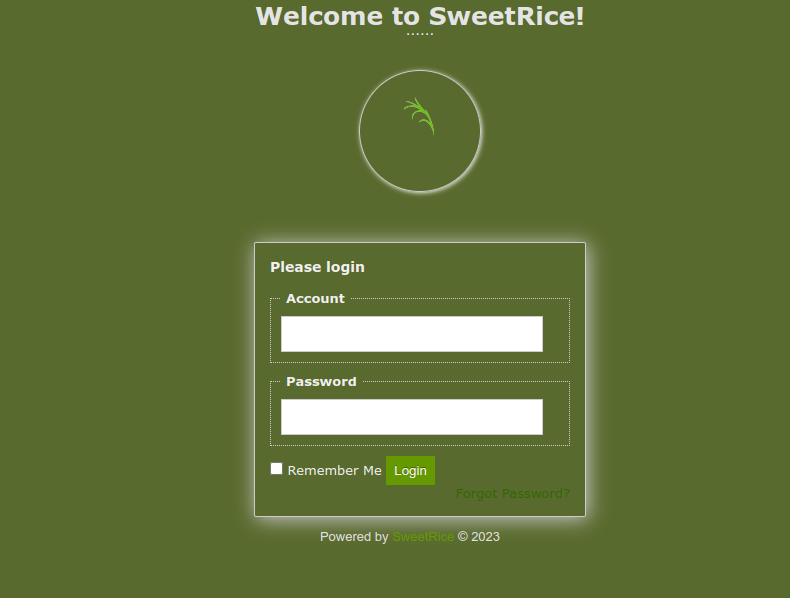 Welcome to SweetRice!
......
Please login
Account
Password
Remember Me Login
Forgot Password?
Powered by SweetRice © 2023